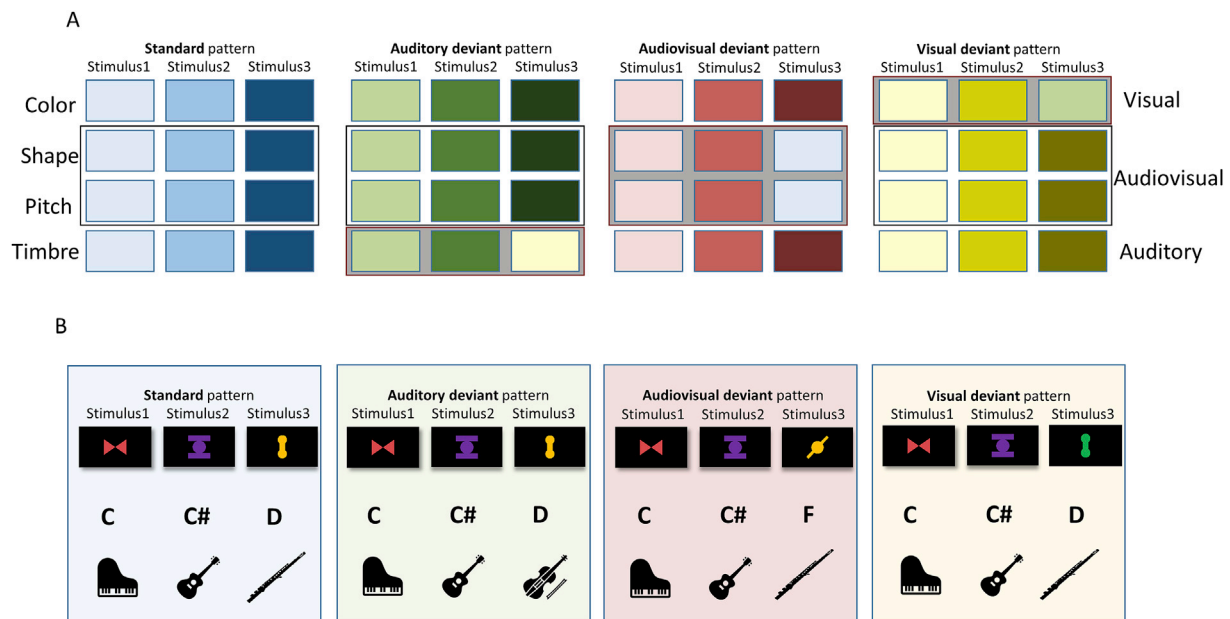 A
Standard pattern
Stimulus1 Stimulus2 Stimulus3
Auditory deviant pattern
Stimulus1 Stimulus2 Stimulus3
Audiovisual deviant pattern
Stimulus1 Stimulus2 Stimulus3
Visual deviant pattern
Stimulus1 Stimulus2 Stimulus3
Color
Visual
Shape
Audiovisual
Pitch
Timbre
Auditory
B
Standard pattern
Stimulus1 Stimulus2 Stimulus3
C C# D
Auditory deviant pattern
Stimulus1 Stimulus2 Stimulus3
C C# D
Audiovisual deviant pattern
Stimulus1 Stimulus2 Stimulus3
C C# F
Visual deviant pattern
Stimulus1 Stimulus2 Stimulus3
C C# D